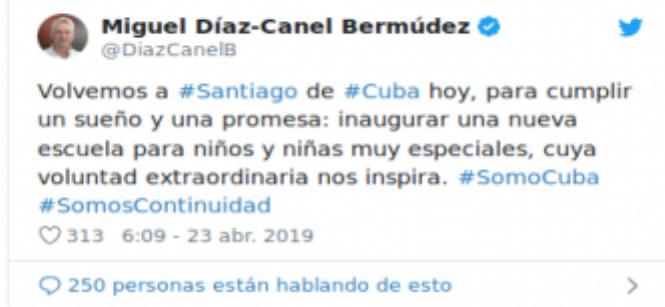 Miguel Díaz-Canel Bermúdez
@DiazCanelB
Volvemos a #Santiago de #Cuba hoy, para cumplir
un sueño y una promesa: inaugurar una nueva
escuela para niños y niñas muy especiales, cuya
voluntad extraordinaria nos inspira. #SomoCuba
#SomosContinuidad
313 6:09 - 23 abr. 2019
250 personas están hablando de esto